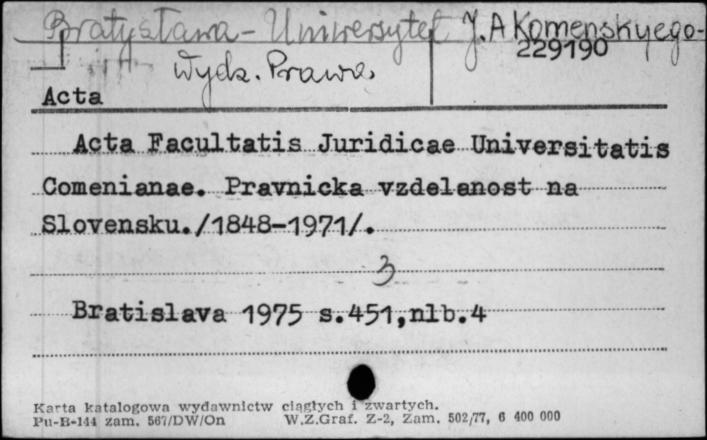 Bratysława - Uniwersytet J. A Komenskyego-
229190
Wydz. Prawa.
Acta
Acta Facultatis Juridicae Universitatis
Comenianae. Pravnicka vzdelanost na
Slovensku./1848-1971/.
3
Bratislava 1975 s.451,nlb.4
Karta katalogowa wydawnictw ciągłych i zwartych.
Pu-B-144 zam. 567/DW/On W.Z.Graf. Z-2, Zam. 502/77, 6 400 000